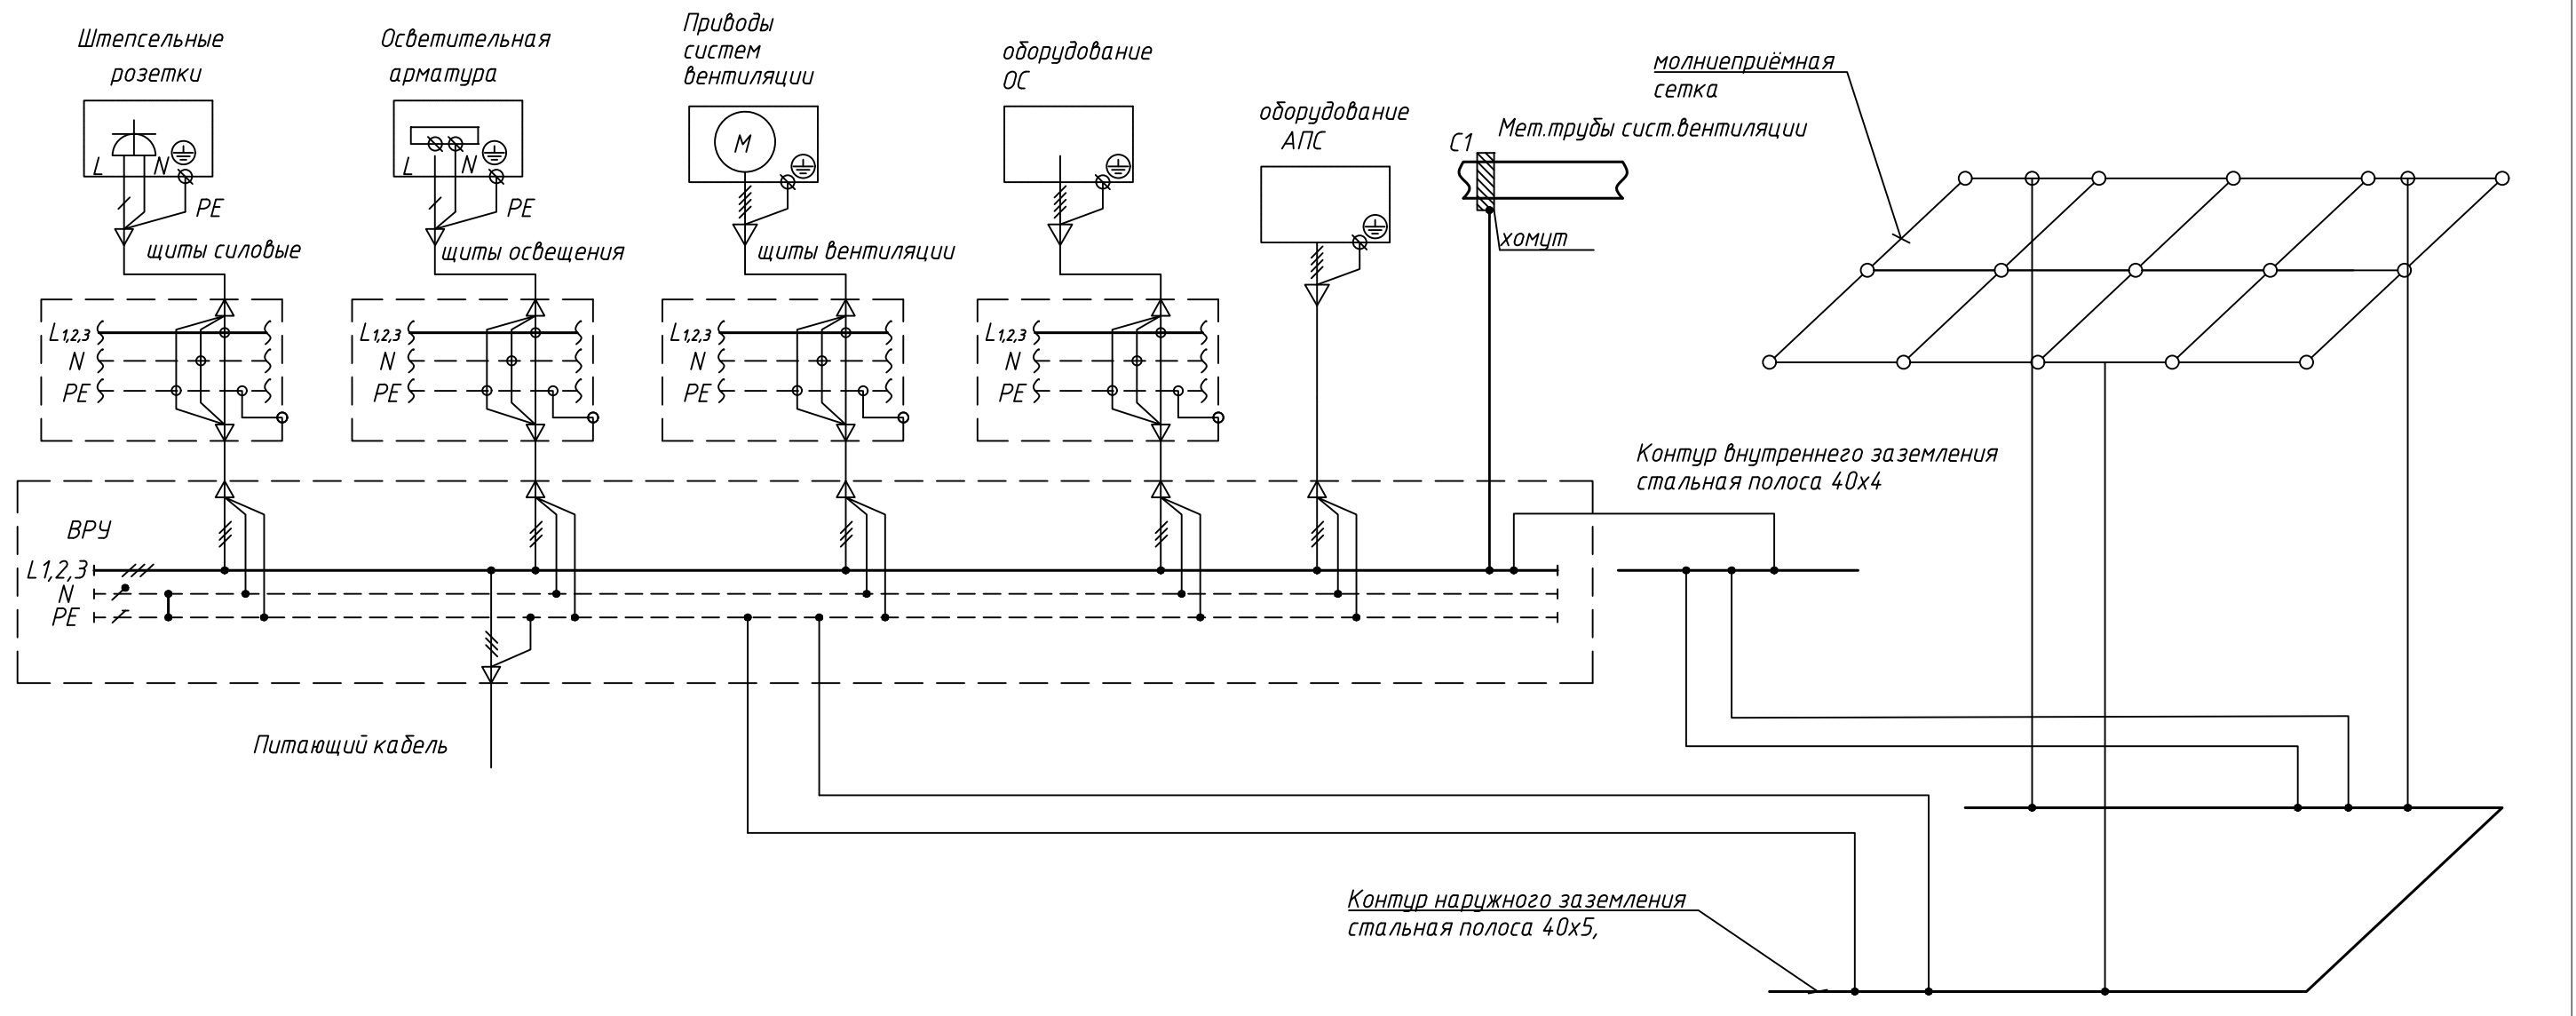 Штепсельные
розетки
Осветительная
арматура
Приводы
систем
вентиляции
оборудование
ОС
оборудование
АПС
С1
Мет.трубы сист.вентиляции
хомут
молниеприёмная
сетка
L
N
PE
L
N
PE
М
щиты силовые
щиты освещения
щиты вентиляции
L1,2,3
N
PE
L1,2,3
N
PE
L1,2,3
N
PE
L1,2,3
N
PE
Контур внутреннего заземления
стальная полоса 40х4
ВРУ
L1,2,3
N
PE
Питающий кабель
Контур наружного заземления
стальная полоса 40х5,